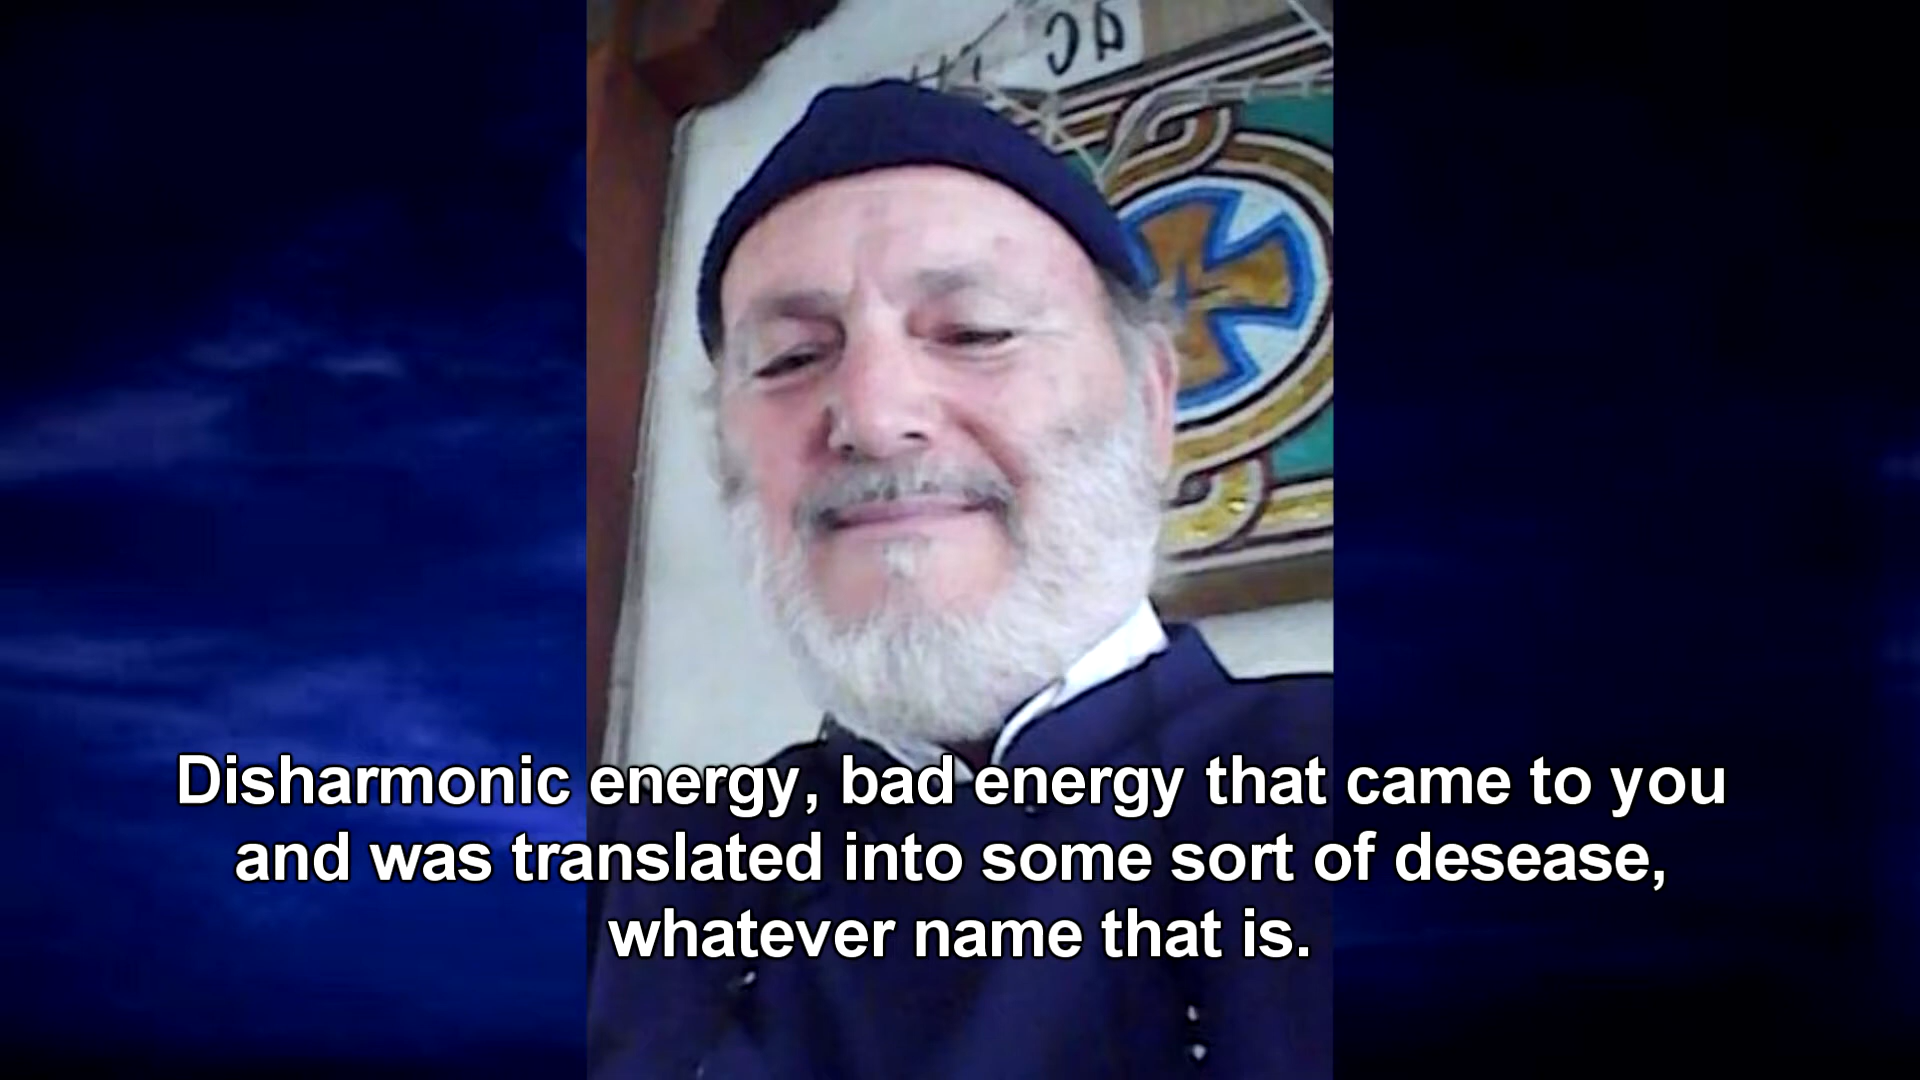 Disharmonic energy, bad energy that came to you
and was translated into some sort of desease,
whatever name that is.